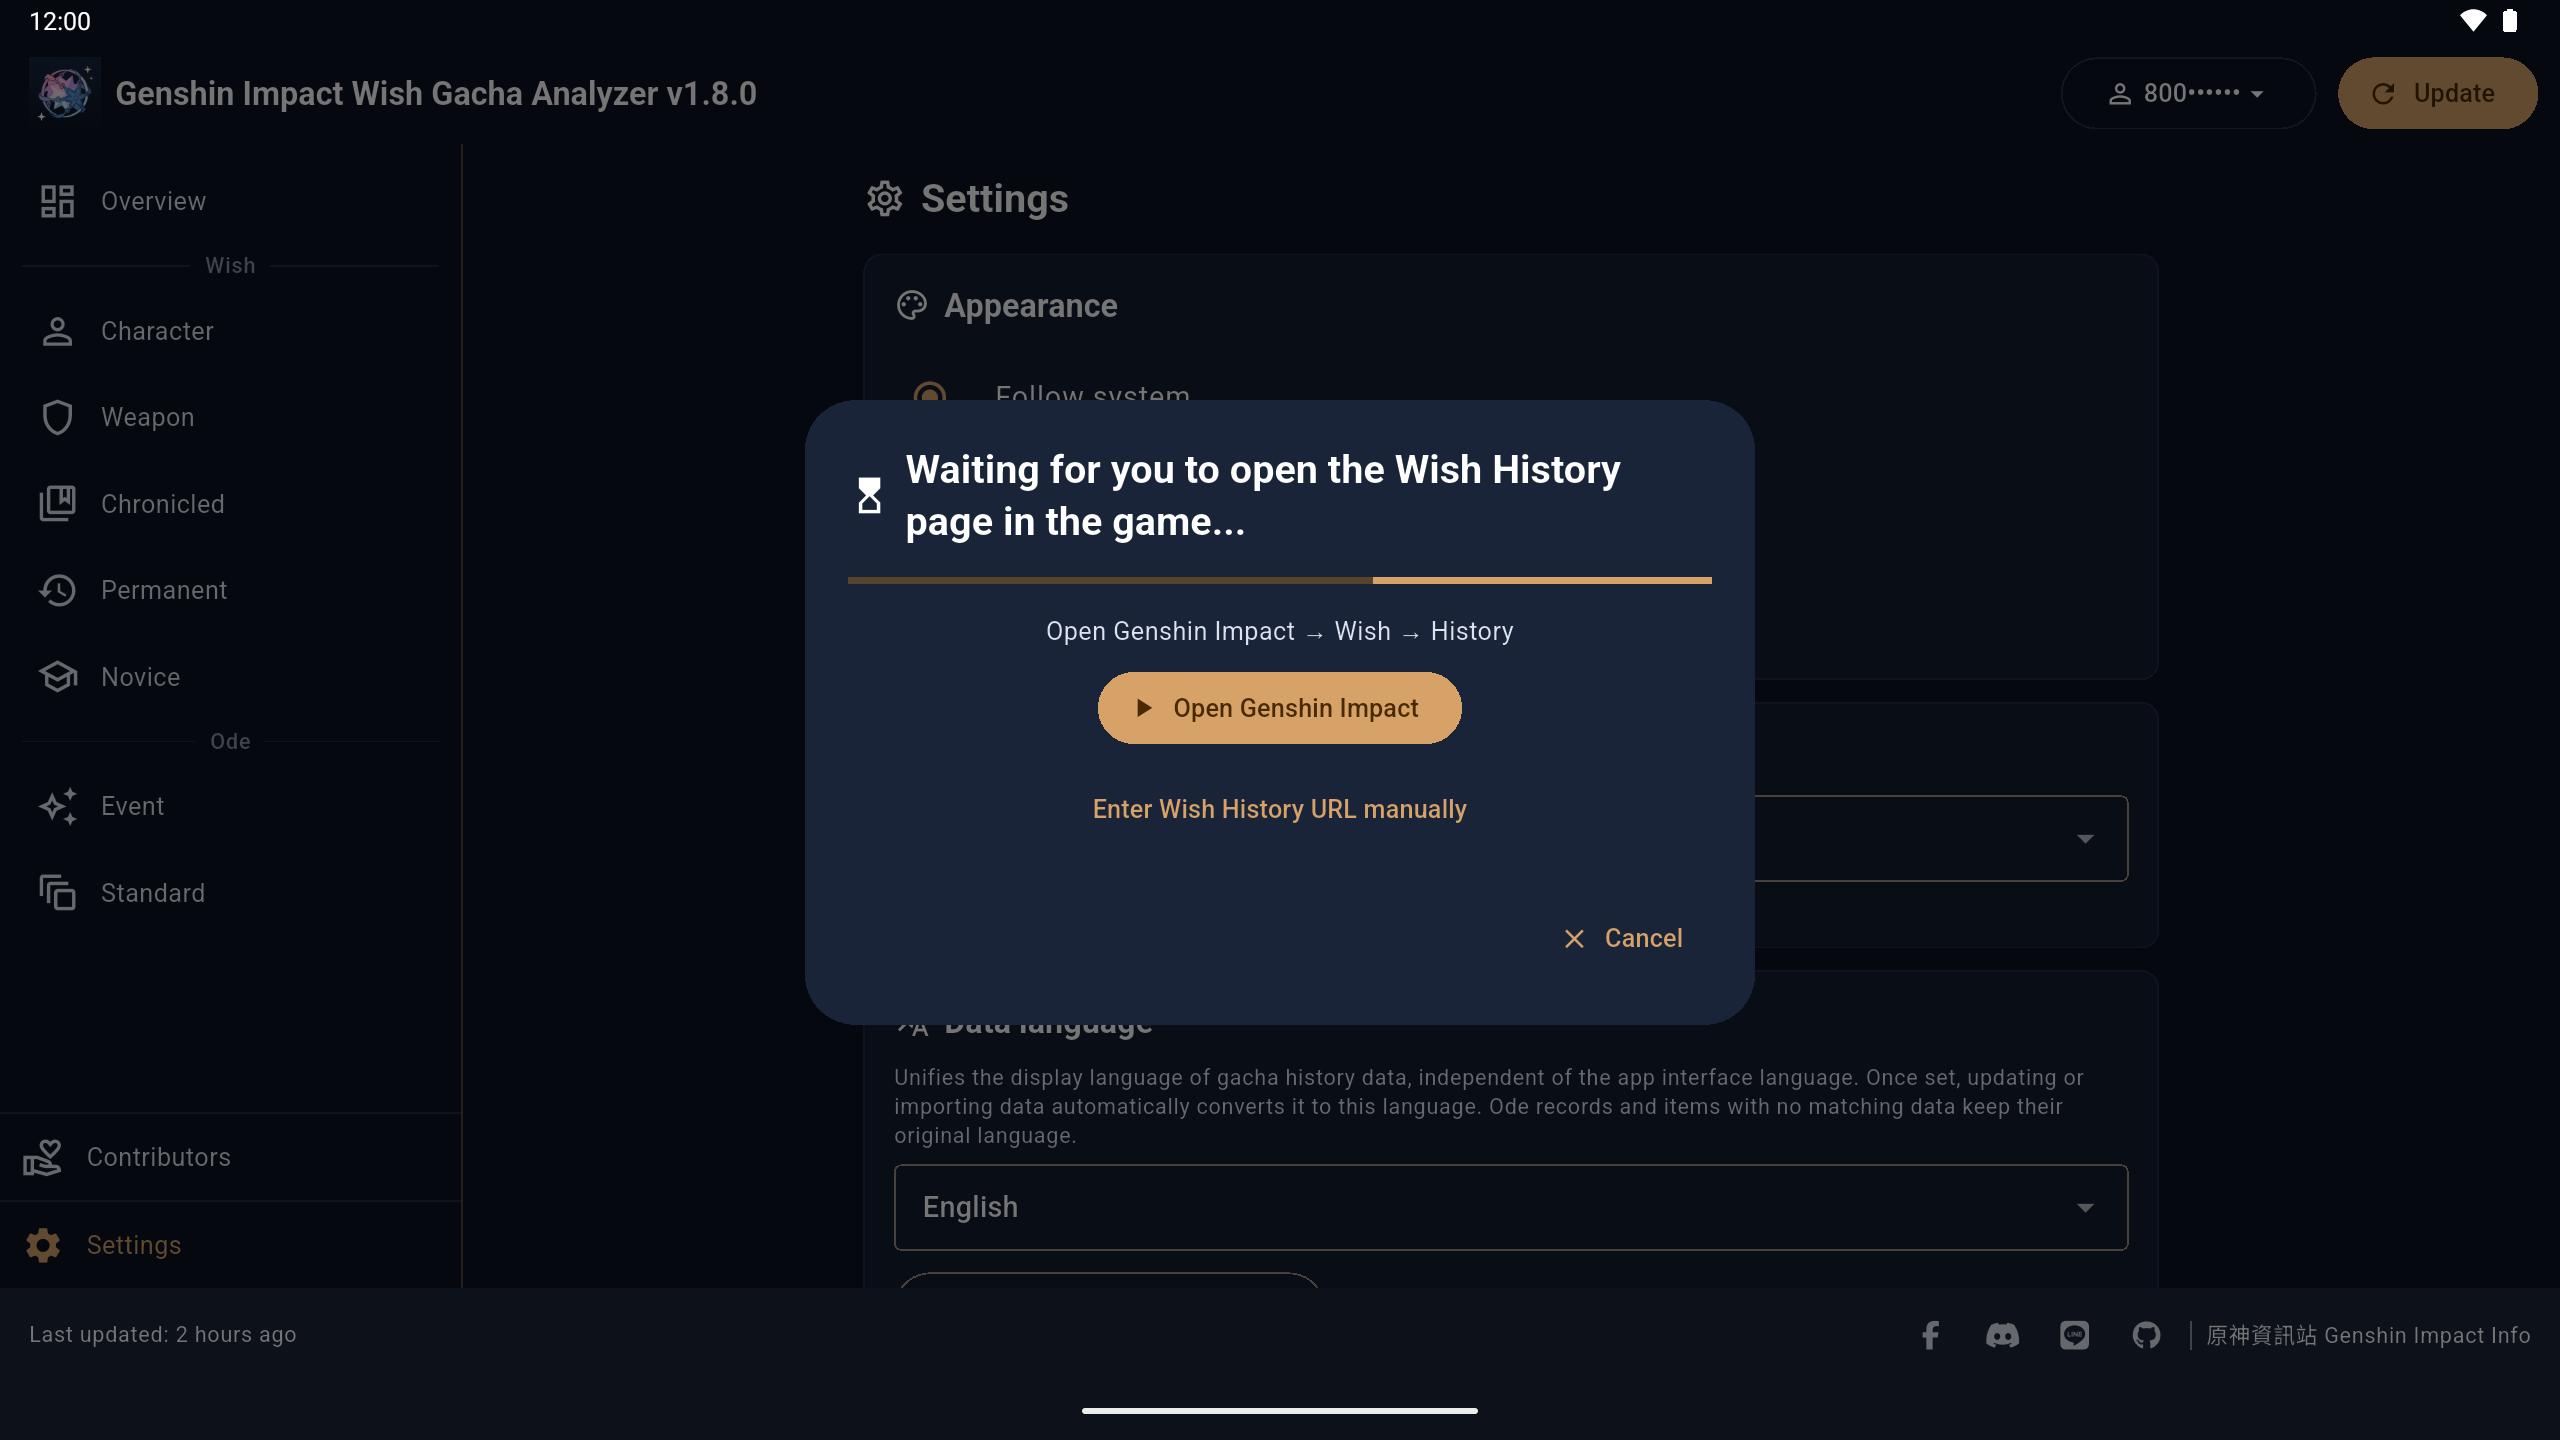 12:00
Genshin Impact Wish Gacha Analyzer v1.8.0
800••••••
Update
Overview
Wish
Character
Weapon
Chronicled
Permanent
Novice
Ode
Event
Standard
Contributors
Settings
Settings
Appearance
Follow system
Waiting for you to open the Wish History
page in the game...
Open Genshin Impact → Wish → History
Open Genshin Impact
Enter Wish History URL manually
Cancel
Data language
Unifies the display language of gacha history data, independent of the app interface language. Once set, updating or
importing data automatically converts it to this language. Ode records and items with no matching data keep their
original language.
English
Last updated: 2 hours ago
LINE
原神資訊站 Genshin Impact Info